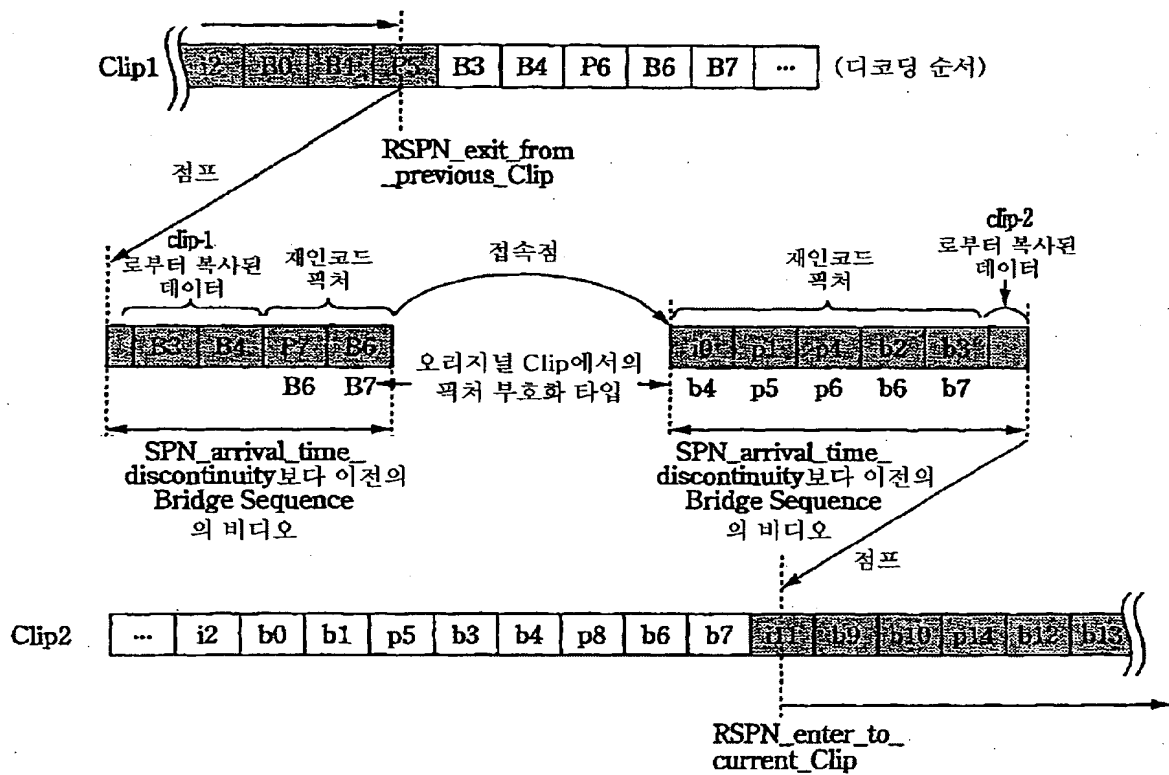 Clip1 i2 B0 B1 P5 B3 B4 P6 B6 B7 ... (디코딩 순서)
RSPN_exit_from
_previous_Clip
점프
clip-1
로부터 복사된
데이터
재인코드
픽처
접속점
재인코드
픽처
clip-2
로부터 복사된
데이터
B3 B4 P7 B6
B6 B7
오리지널 Clip에서의
픽처 부호화 타입
i0 p1 b2 b3
b4 p5 p6 b6 b7
SPN_arrival_time_
discontinuity보다 이전의
Bridge Sequence
의 비디오
SPN_arrival_time_
discontinuity보다 이전의
Bridge Sequence
의 비디오
점프
Clip2 ... i2 b0 b1 p5 b3 b4 p8 b6 b7 i11 b9 b10 p14 b12 b13
RSPN_enter_to_
current_Clip